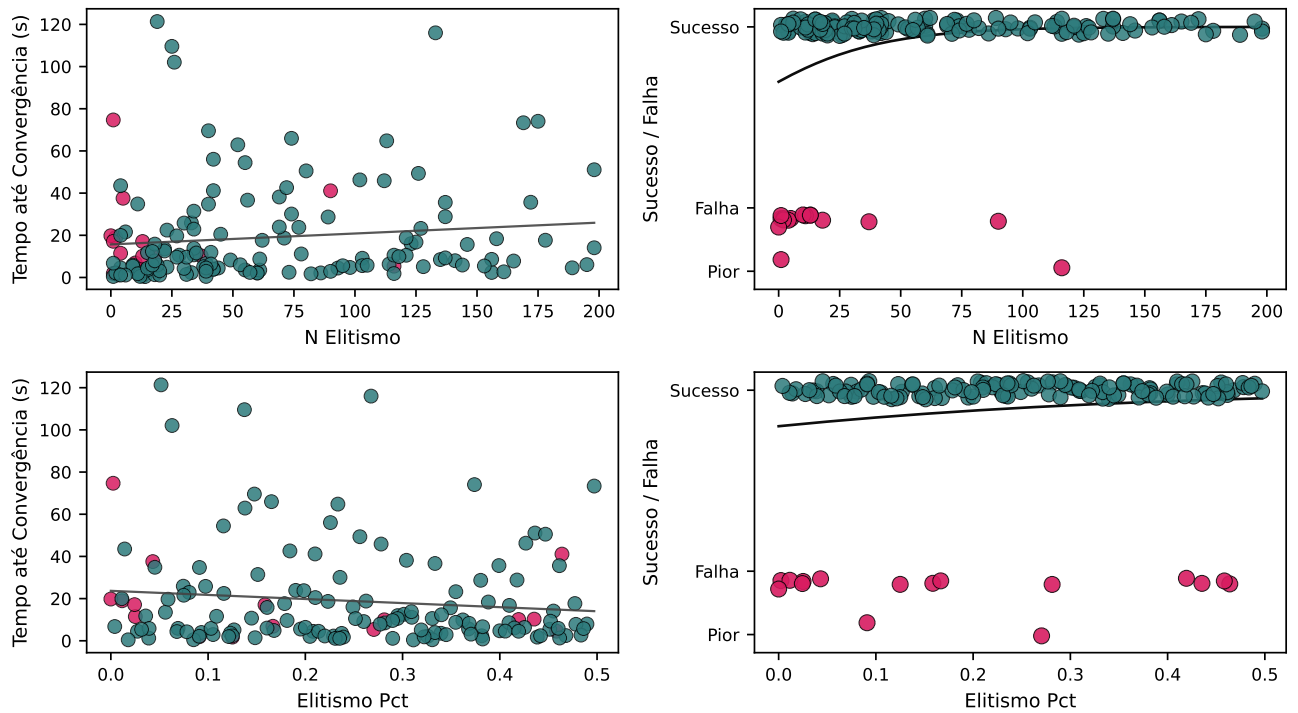 Tempo até Convergência (s)
120
100
80
60
40
20
0
0 25 50 75 100 125 150 175 200
N Elitismo
Sucesso / Falha
Sucesso
Falha
Pior
0 25 50 75 100 125 150 175 200
N Elitismo
Tempo até Convergência (s)
120
100
80
60
40
20
0
0.0 0.1 0.2 0.3 0.4 0.5
Elitismo Pct
Sucesso / Falha
Sucesso
Falha
Pior
0.0 0.1 0.2 0.3 0.4 0.5
Elitismo Pct